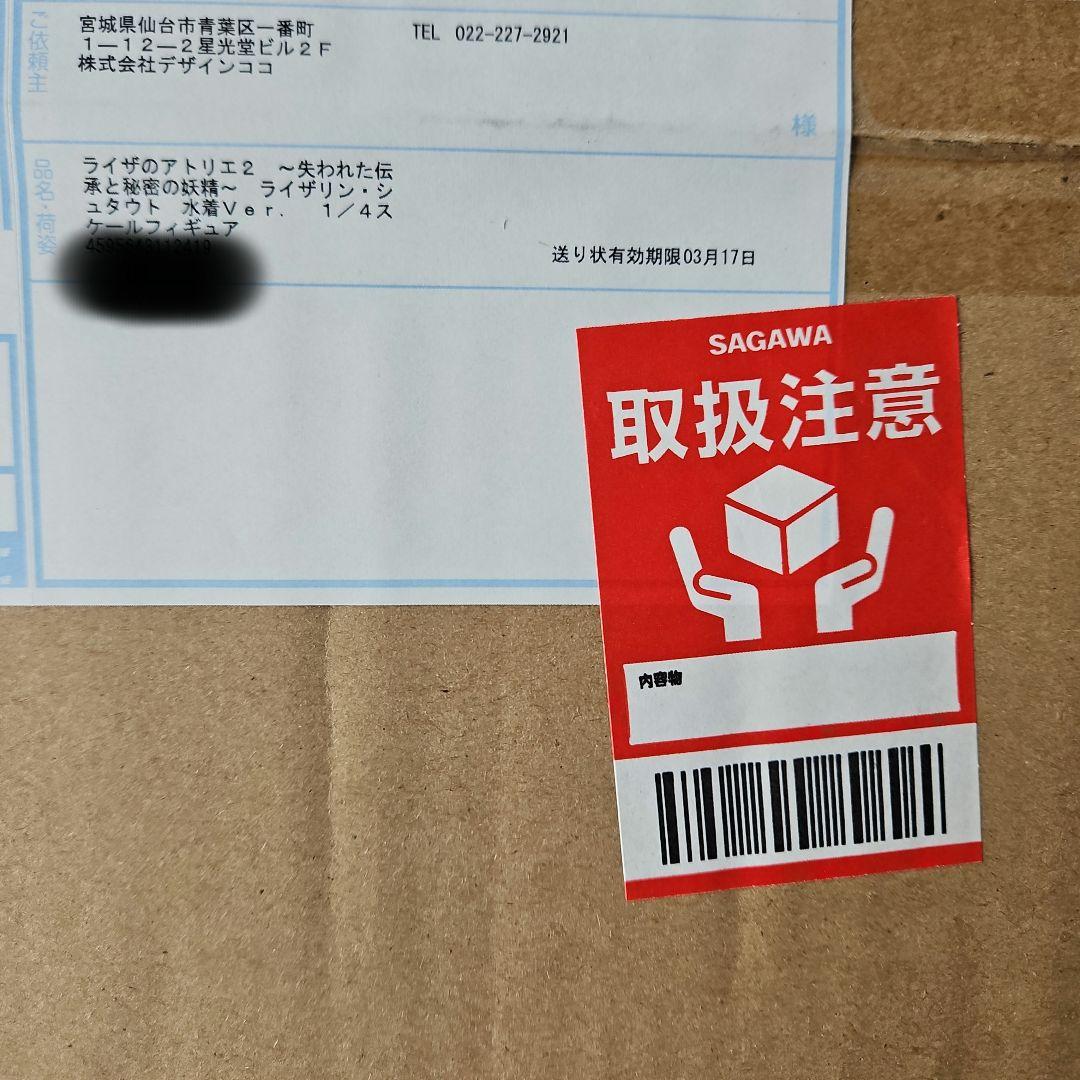 ご依頼主
宮城県仙台市青葉区一番町
1―12―2星光堂ビル2F
株式会社デザインココ
TEL 022-227-2921
様
品名・荷姿
ライザのアトリエ2 ～失われた伝
承と秘密の妖精～ ライザリン・シ
ュタウト 水着Ver. 1/4ス
ケールフィギュア
送り状有効期限03月17日
SAGAWA
取扱注意
内容物